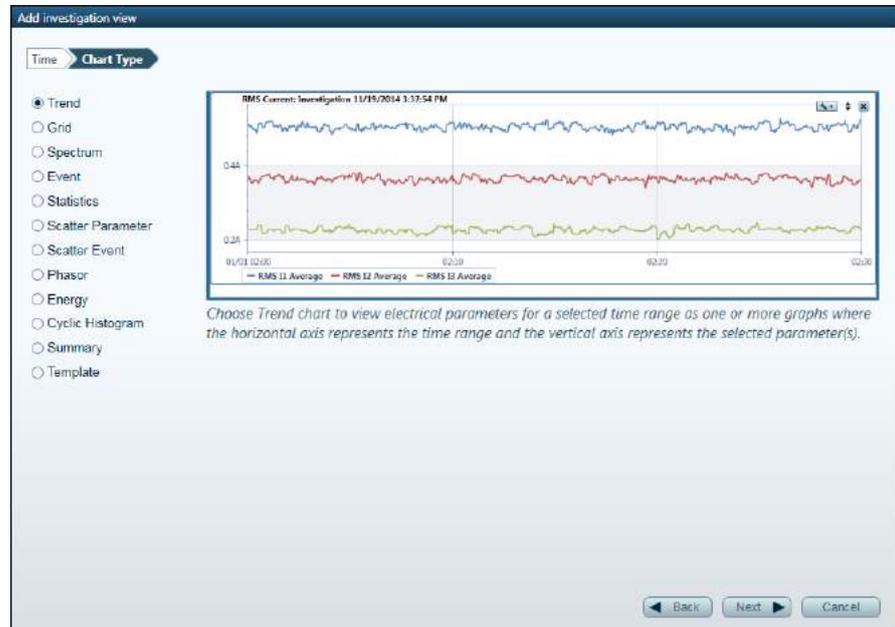 Add investigation view
Time
Chart Type
Trend
Grid
Spectrum
Event
Statistics
Scatter Parameter
Scatter Event
Phasor
Energy
Cyclic Histogram
Summary
Template
RMS Current: Investigation 11/19/2014 3:37:54 PM
0.4A
0.2A
01/01 02:00
02:10
02:20
02:30
RMS I1 Average
RMS I2 Average
RMS I3 Average
Choose Trend chart to view electrical parameters for a selected time range as one or more graphs where
the horizontal axis represents the time range and the vertical axis represents the selected parameter(s).
Back
Next
Cancel